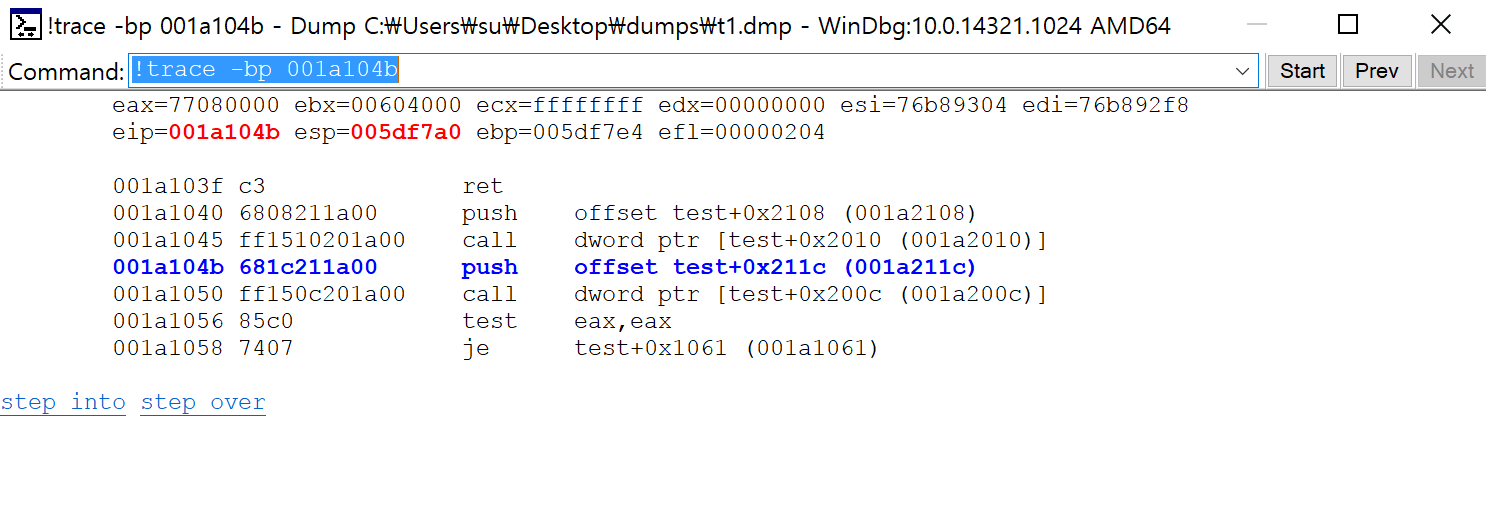 !trace -bp 001a104b - Dump C:₩Users₩su₩Desktop₩dumps₩t1.dmp - WinDbg:10.0.14321.1024 AMD64
Command: !trace -bp 001a104b Start Prev Next
eax=77080000 ebx=00604000 ecx=ffffffff edx=00000000 esi=76b89304 edi=76b892f8
eip=001a104b esp=005df7a0 ebp=005df7e4 efl=00000204
001a103f c3 ret
001a1040 6808211a00 push offset test+0x2108 (001a2108)
001a1045 ff1510201a00 call dword ptr [test+0x2010 (001a2010)]
001a104b 681c211a00 push offset test+0x211c (001a211c)
001a1050 ff150c201a00 call dword ptr [test+0x200c (001a200c)]
001a1056 85c0 test eax,eax
001a1058 7407 je test+0x1061 (001a1061)
step into step over